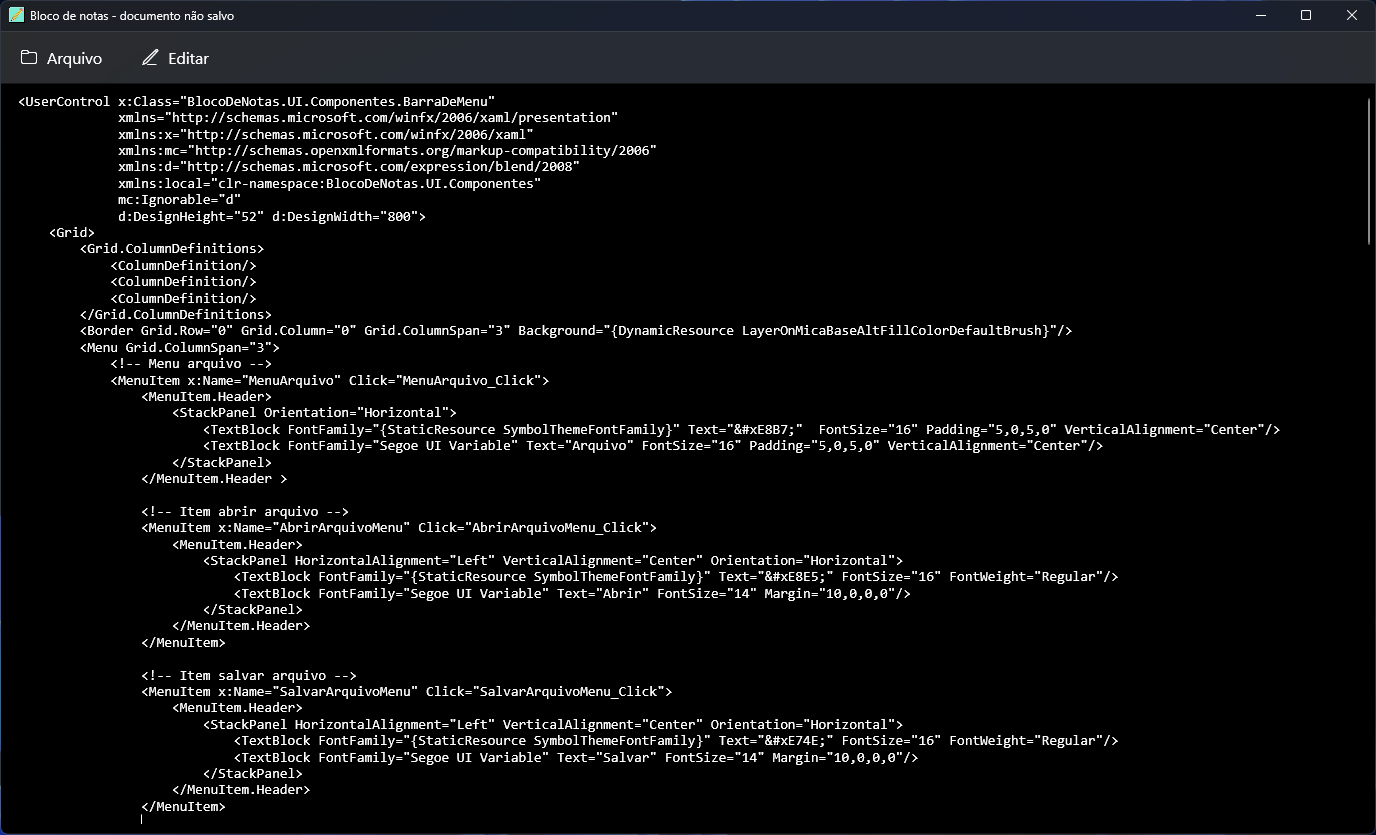 Bloco de notas - documento não salvo
Arquivo Editar
<UserControl x:Class="BlocoDeNotas.UI.Componentes.BarraDeMenu"
             xmlns="http://schemas.microsoft.com/winfx/2006/xaml/presentation"
             xmlns:x="http://schemas.microsoft.com/winfx/2006/xaml"
             xmlns:mc="http://schemas.openxmlformats.org/markup-compatibility/2006"
             xmlns:d="http://schemas.microsoft.com/expression/blend/2008"
             xmlns:local="clr-namespace:BlocoDeNotas.UI.Componentes"
             mc:Ignorable="d"
             d:DesignHeight="52" d:DesignWidth="800">
    <Grid>
        <Grid.ColumnDefinitions>
            <ColumnDefinition/>
            <ColumnDefinition/>
            <ColumnDefinition/>
        </Grid.ColumnDefinitions>
        <Border Grid.Row="0" Grid.Column="0" Grid.ColumnSpan="3" Background="{DynamicResource LayerOnMicaBaseAltFillColorDefaultBrush}"/>
        <Menu Grid.ColumnSpan="3">
            <!-- Menu arquivo -->
            <MenuItem x:Name="MenuArquivo" Click="MenuArquivo_Click">
                <MenuItem.Header>
                    <StackPanel Orientation="Horizontal">
                        <TextBlock FontFamily="{StaticResource SymbolThemeFontFamily}" Text="&#xE8B7;"  FontSize="16" Padding="5,0,5,0" VerticalAlignment="Center"/>
                        <TextBlock FontFamily="Segoe UI Variable" Text="Arquivo" FontSize="16" Padding="5,0,5,0" VerticalAlignment="Center"/>
                    </StackPanel>
                </MenuItem.Header >
                <!-- Item abrir arquivo -->
                <MenuItem x:Name="AbrirArquivoMenu" Click="AbrirArquivoMenu_Click">
                    <MenuItem.Header>
                        <StackPanel HorizontalAlignment="Left" VerticalAlignment="Center" Orientation="Horizontal">
                            <TextBlock FontFamily="{StaticResource SymbolThemeFontFamily}" Text="&#xE8E5;" FontSize="16" FontWeight="Regular"/>
                            <TextBlock FontFamily="Segoe UI Variable" Text="Abrir" FontSize="14" Margin="10,0,0,0"/>
                        </StackPanel>
                    </MenuItem.Header>
                </MenuItem>
                <!-- Item salvar arquivo -->
                <MenuItem x:Name="SalvarArquivoMenu" Click="SalvarArquivoMenu_Click">
                    <MenuItem.Header>
                        <StackPanel HorizontalAlignment="Left" VerticalAlignment="Center" Orientation="Horizontal">
                            <TextBlock FontFamily="{StaticResource SymbolThemeFontFamily}" Text="&#xE74E;" FontSize="16" FontWeight="Regular"/>
                            <TextBlock FontFamily="Segoe UI Variable" Text="Salvar" FontSize="14" Margin="10,0,0,0"/>
                        </StackPanel>
                    </MenuItem.Header>
                </MenuItem>